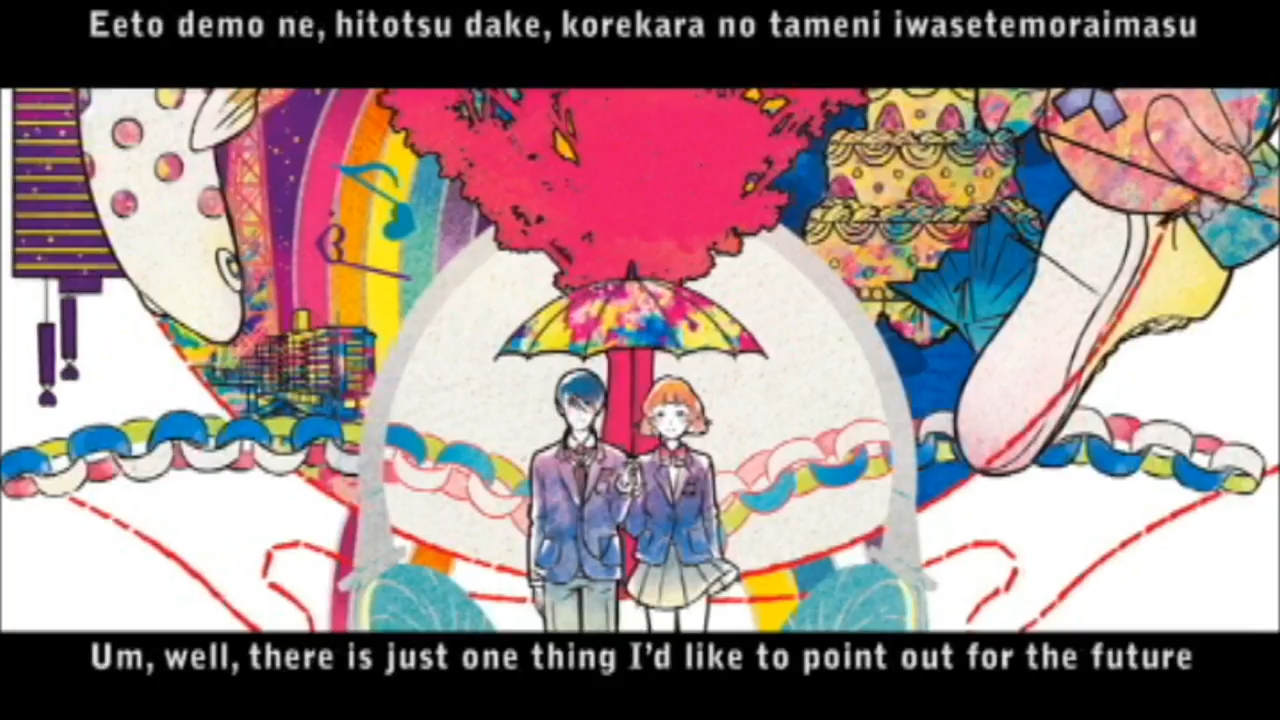 Eeto demo ne, hitotsu dake, korekara no tameni iwasetemoraimasu
Um, well, there is just one thing I'd like to point out for the future